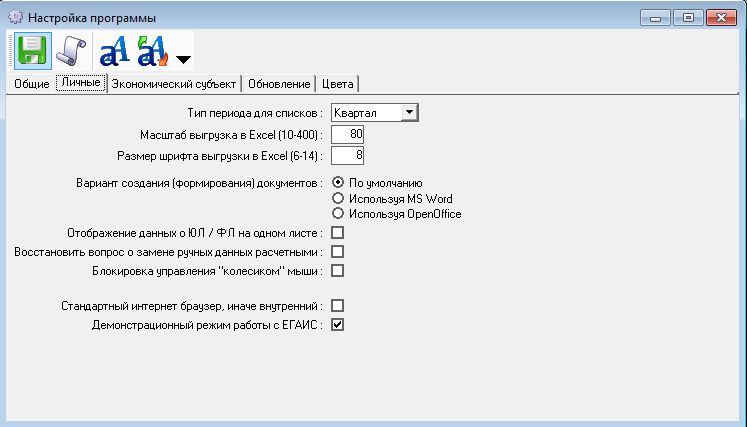 Настройка программы
Общие Личные Экономический субъект Обновление Цвета
Тип периода для списков : Квартал
Масштаб выгрузка в Excel (10-400) : 80
Размер шрифта выгрузки в Excel (6-14) : 8
Вариант создания (формирования) документов : По умолчанию
Используя MS Word
Используя OpenOffice
Отображение данных о ЮЛ / ФЛ на одном листе :
Восстановить вопрос о замене ручных данных расчетными :
Блокировка управления "колесиком" мыши :
Стандартный интернет браузер, иначе внутренний :
Демонстрационный режим работы с ЕГАИС :